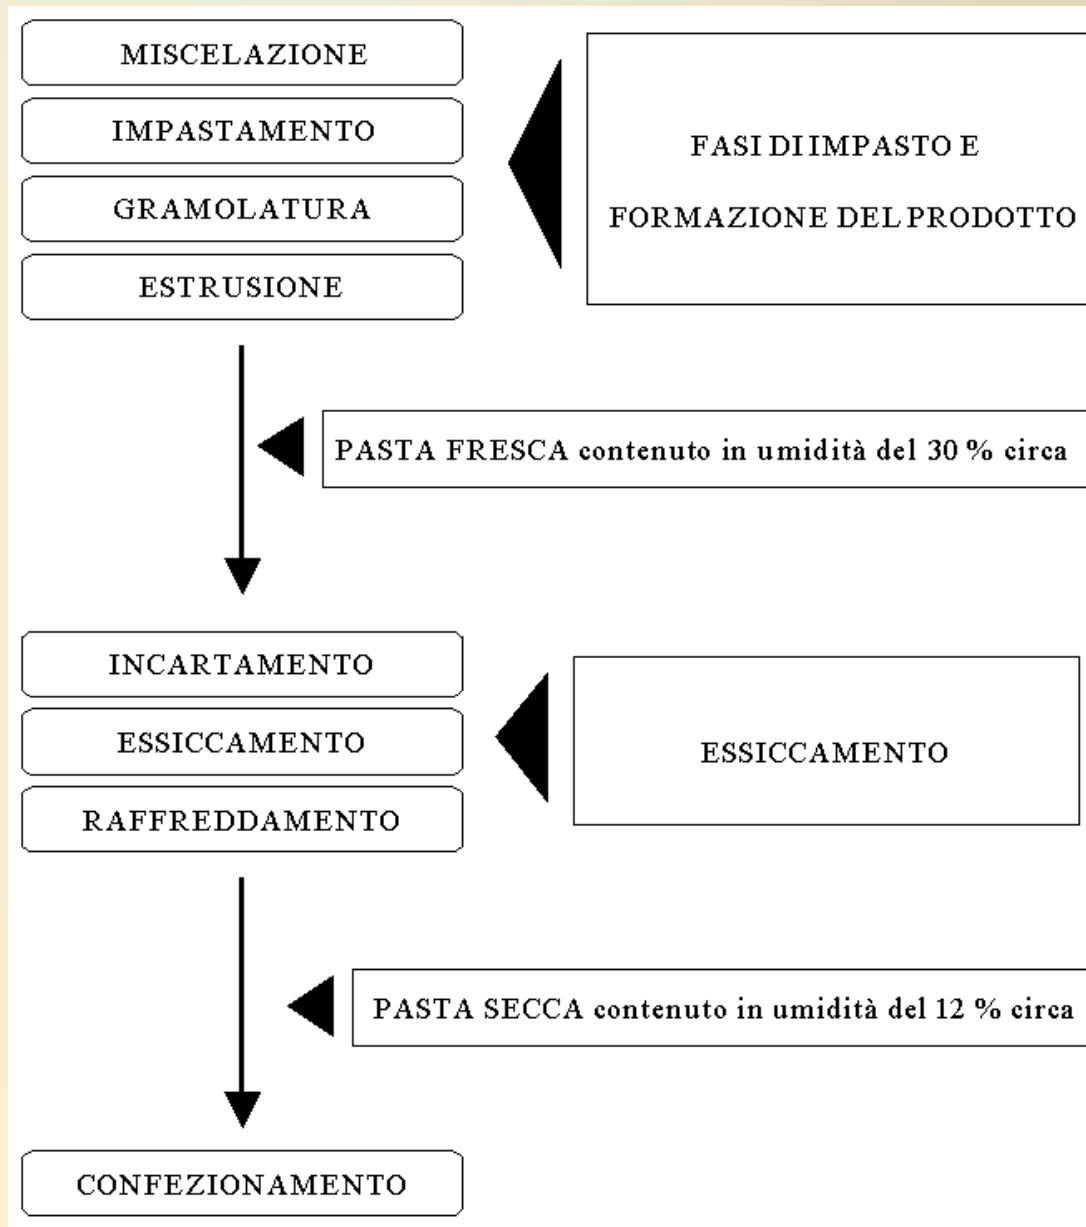 MISCELAZIONE
IMPASTAMENTO
GRAMOLATURA
ESTRUSIONE
FASI DI IMPASTO E
FORMAZIONE DEL PRODOTTO
PASTA FRESCA contenuto in umidità del 30 % circa
INCARTAMENTO
ESSICCAMENTO
RAFFREDDAMENTO
ESSICCAMENTO
PASTA SECCA contenuto in umidità del 12 % circa
CONFEZIONAMENTO